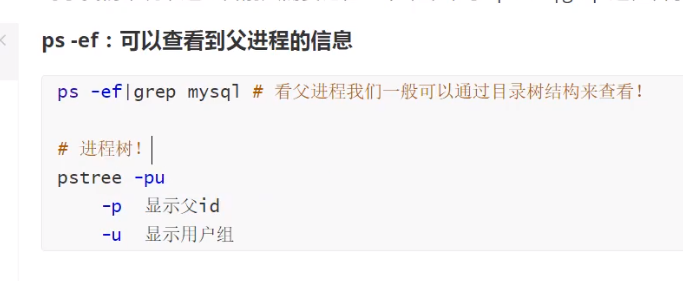 ps -ef：可以查看到父进程的信息
ps -ef|grep mysql # 看父进程我们一般可以通过目录树结构来查看！
# 进程树！
pstree -pu
-p 显示父id
-u 显示用户组